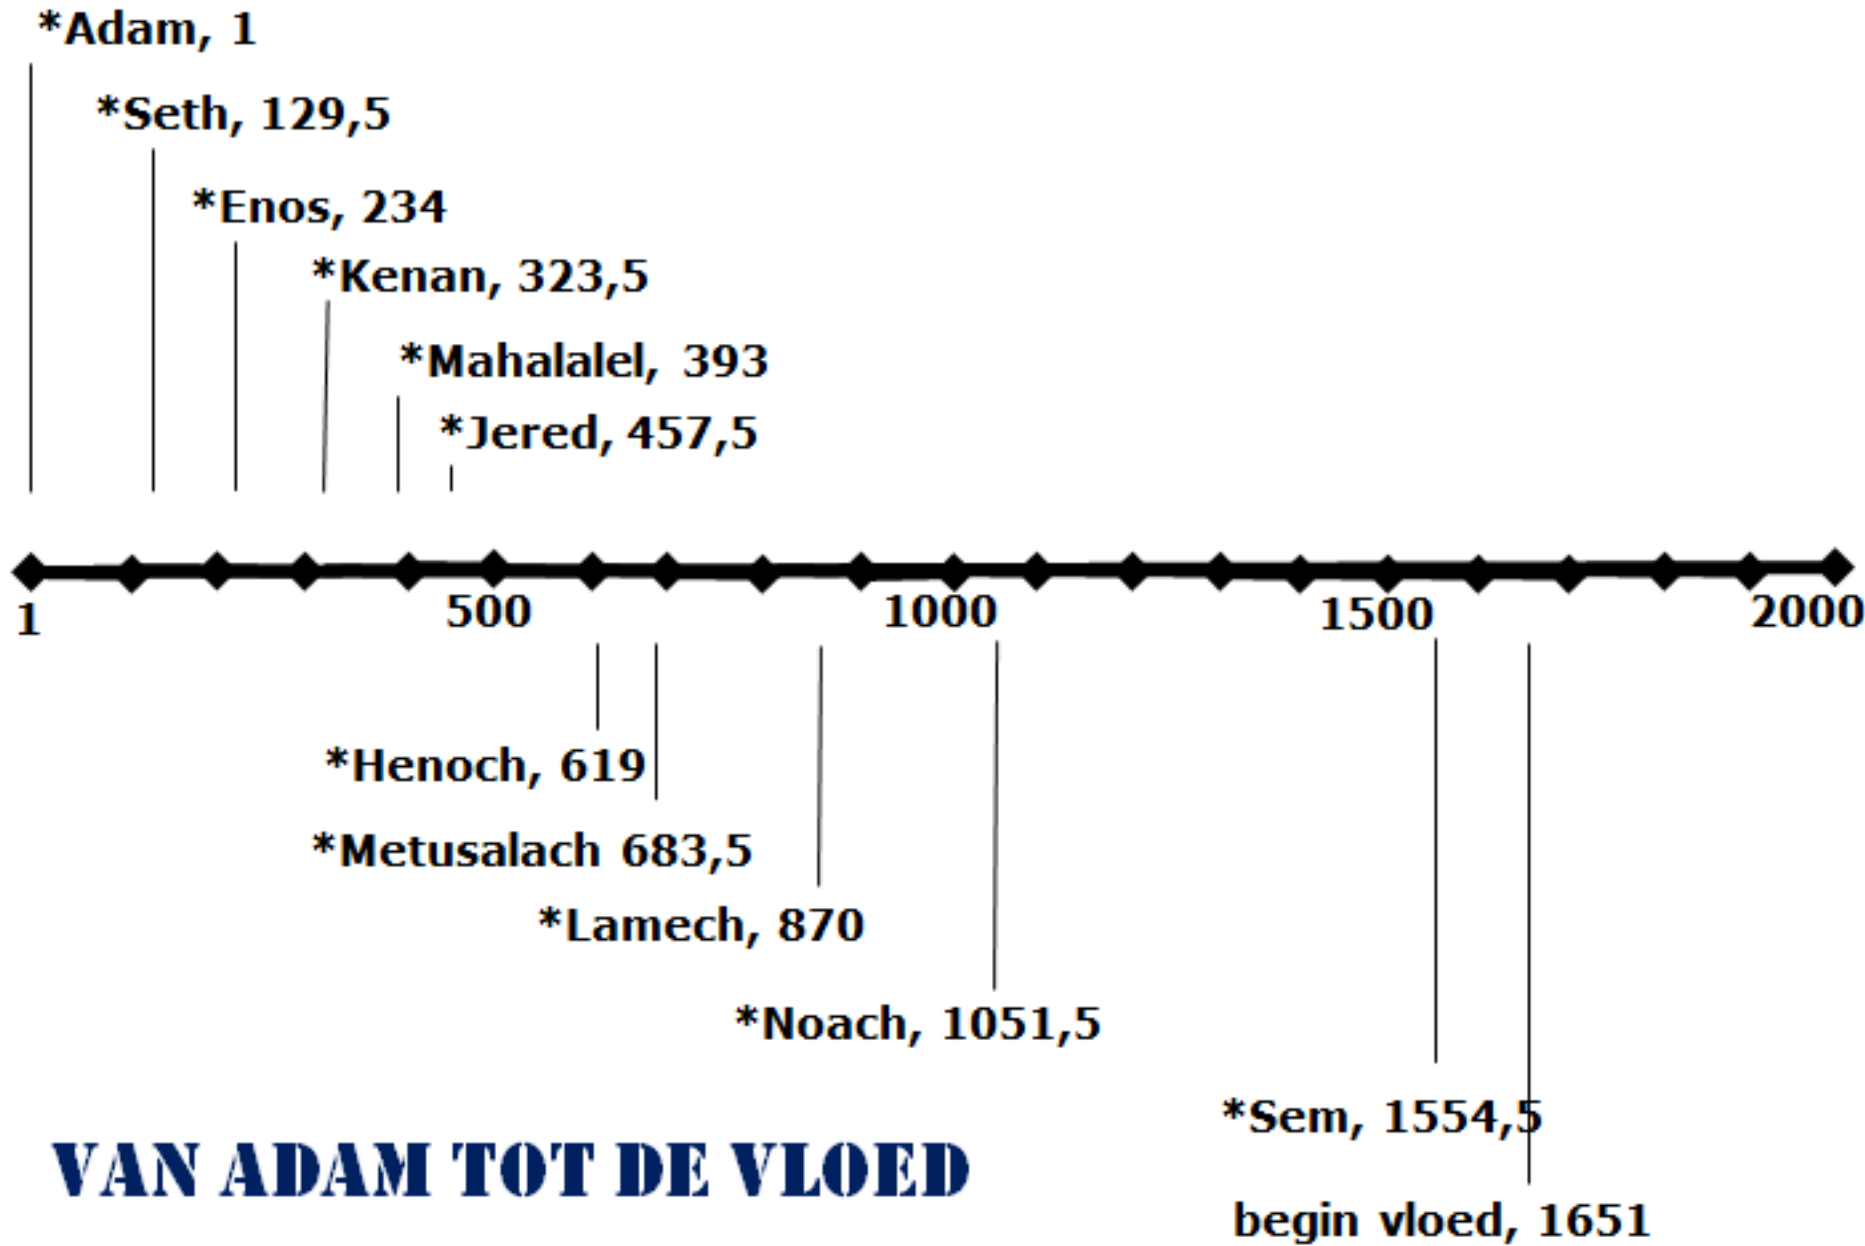 *Adam, 1
*Seth, 129,5
*Enos, 234
*Kenan, 323,5
*Mahalalel, 393
*Jered, 457,5
1
500
1000
1500
2000
*Henoch, 619
*Metusalach 683,5
*Lamech, 870
*Noach, 1051,5
*Sem, 1554,5
VAN ADAM TOT DE VLOED
begin vloed, 1651